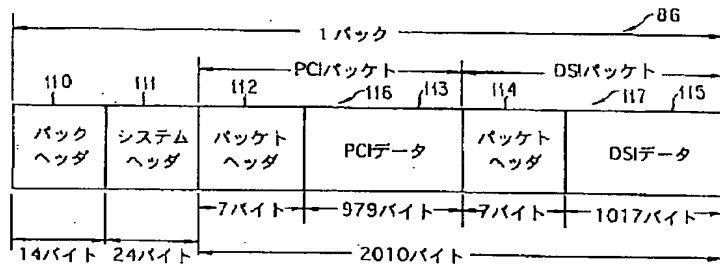 86
1パック
PCIパケット
DSIパケット
110
111
112
116
113
114
117
115
パック
ヘッダ
システム
ヘッダ
パケット
ヘッダ
PCIデータ
パケット
ヘッダ
DSIデータ
7バイト
979バイト
7バイト
1017バイト
14バイト
24バイト
2010バイト